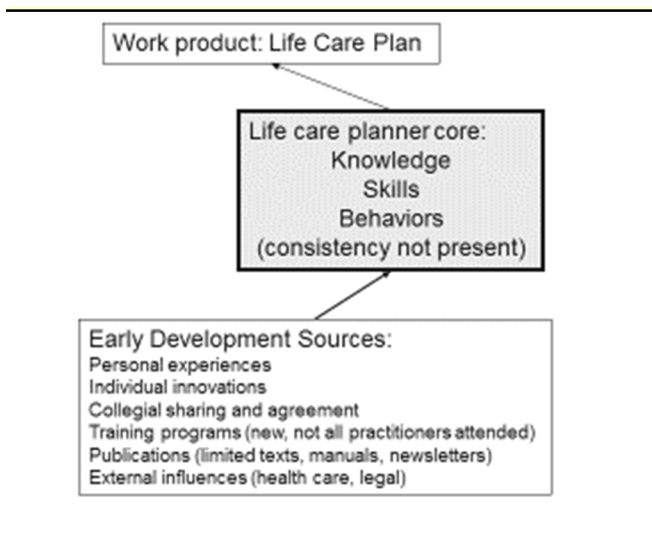 Work product: Life Care Plan
Life care planner core:
Knowledge
Skills
Behaviors
(consistency not present)
Early Development Sources:
Personal experiences
Individual innovations
Collegial sharing and agreement
Training programs (new, not all practitioners attended)
Publications (limited texts, manuals, newsletters)
External influences (health care, legal)